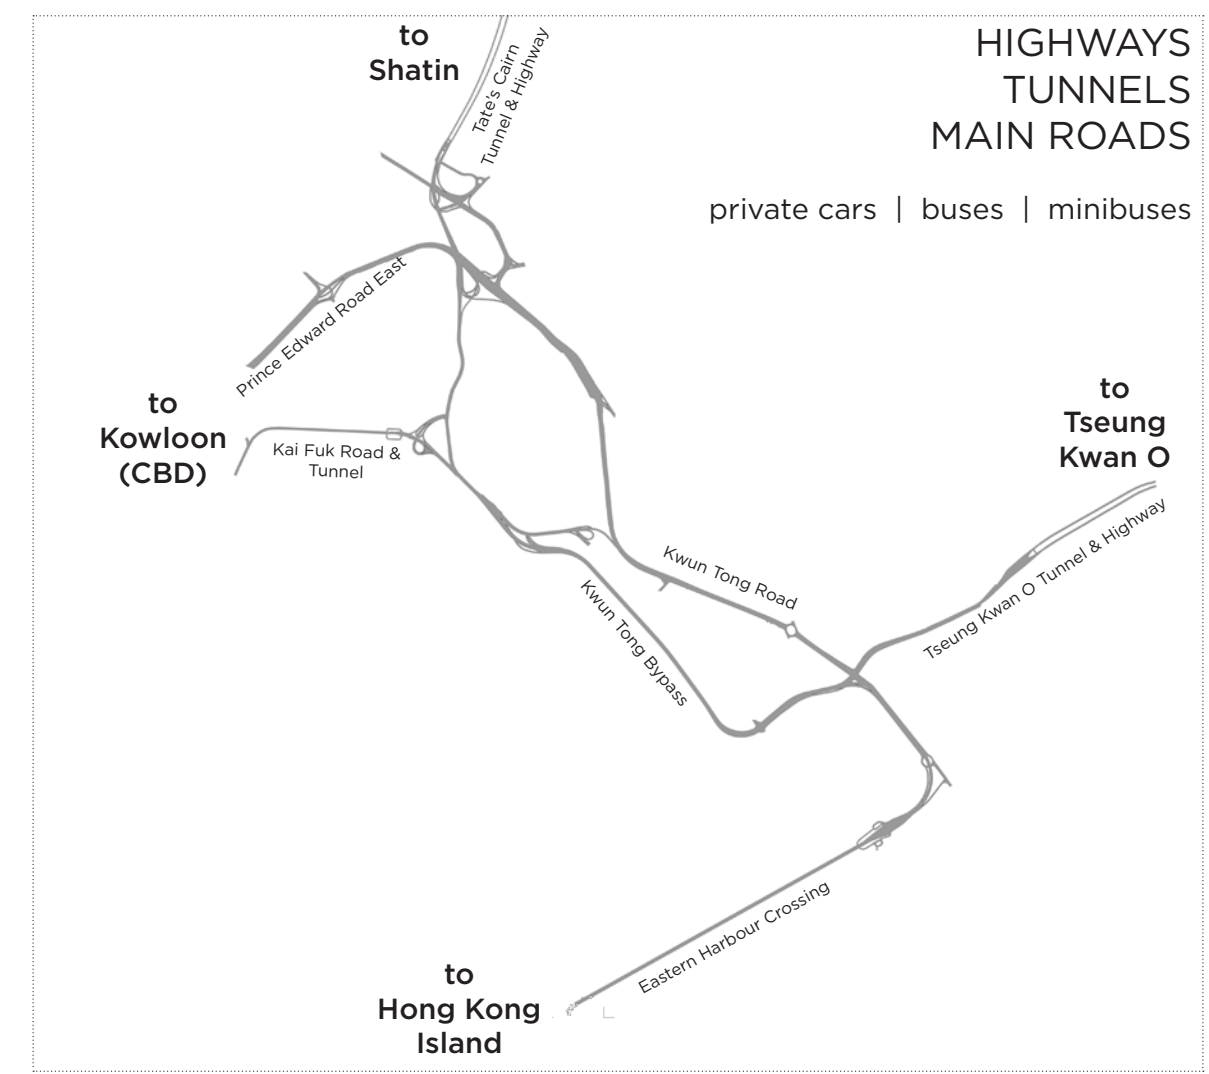 to
Shatin
Tate's Cairn
Tunnel & Highway
HIGHWAYS
TUNNELS
MAIN ROADS
private cars | buses | minibuses
Prince Edward Road East
to
Kowloon
(CBD)
Kai Fuk Road &
Tunnel
to
Tseung
Kwan O
Tseung Kwan O Tunnel & Highway
Kwun Tong Road
Kwun Tong Bypass
Eastern Harbour Crossing
to
Hong Kong
Island